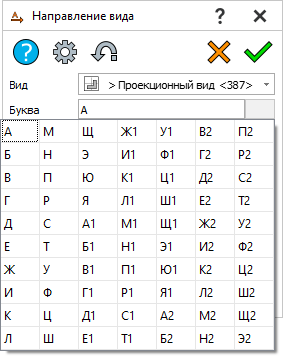 Направление вида ? ×
?
Вид > Проекционный вид <387>
Буква А
А М Щ Ж1 У1 В2 П2
Б Н Э И1 Ф1 Г2 Р2
В П Ю К1 Ц1 Д2 С2
Г Р Я Л1 Ш1 Е2 Т2
Д С А1 М1 Щ1 Ж2 У2
Е Т Б1 Н1 Э1 И2 Ф2
Ж У В1 П1 Ю1 К2 Ц2
И Ф Г1 Р1 Я1 Л2 Ш2
К Ц Д1 С1 А2 М2 Щ2
Л Ш Е1 Т1 Б2 Н2 Э2